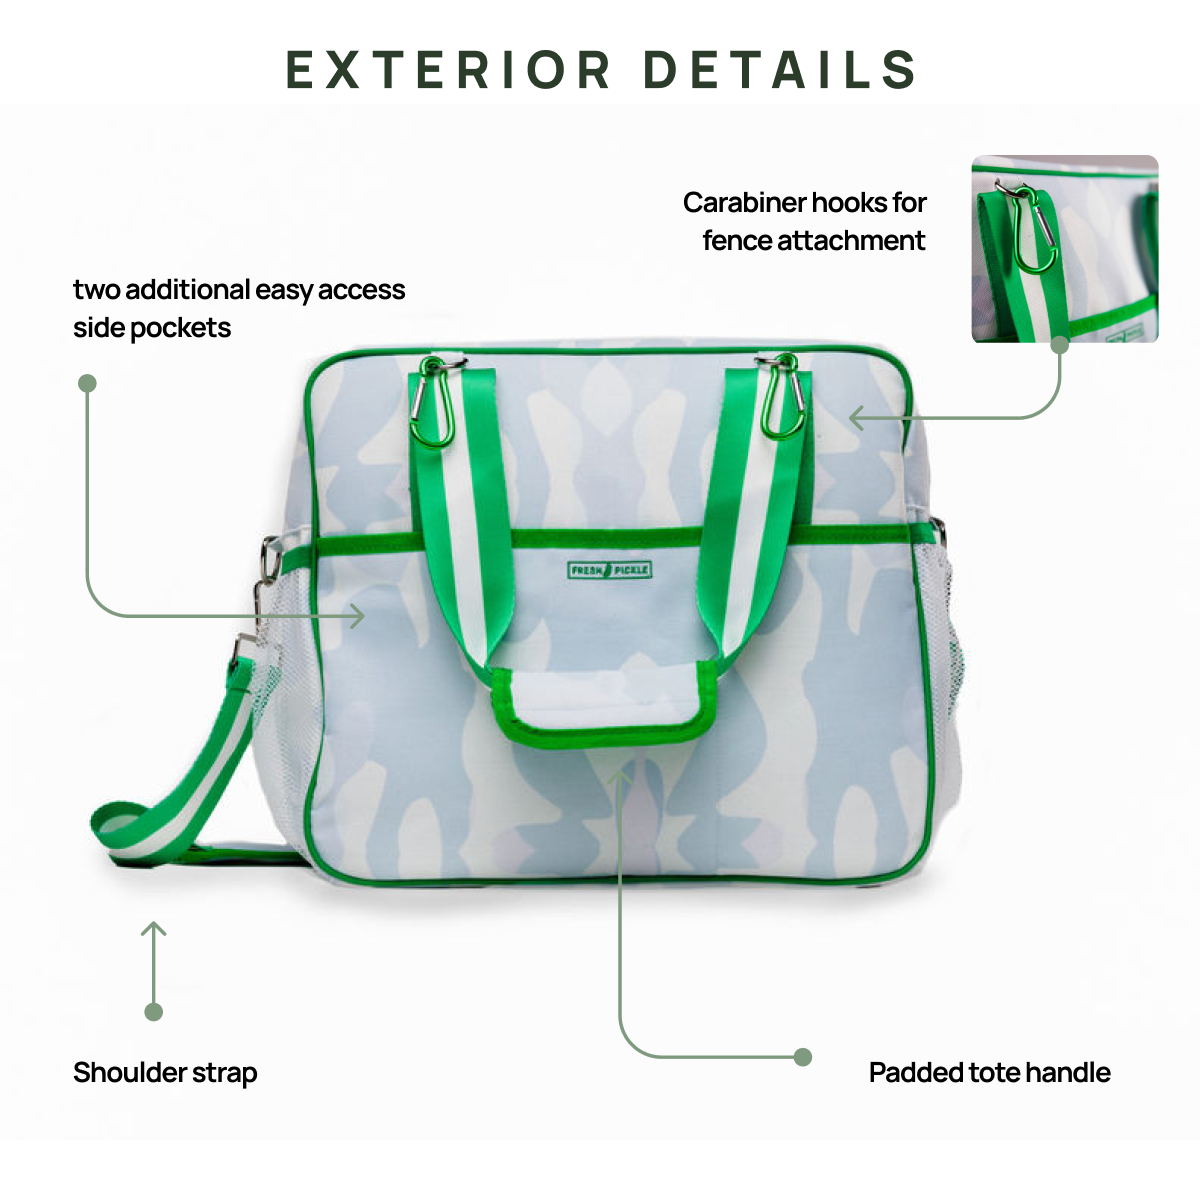 EXTERIOR DETAILS
Carabiner hooks for
fence attachment
two additional easy access
side pockets
FRESH PICKLE
Shoulder strap
Padded tote handle